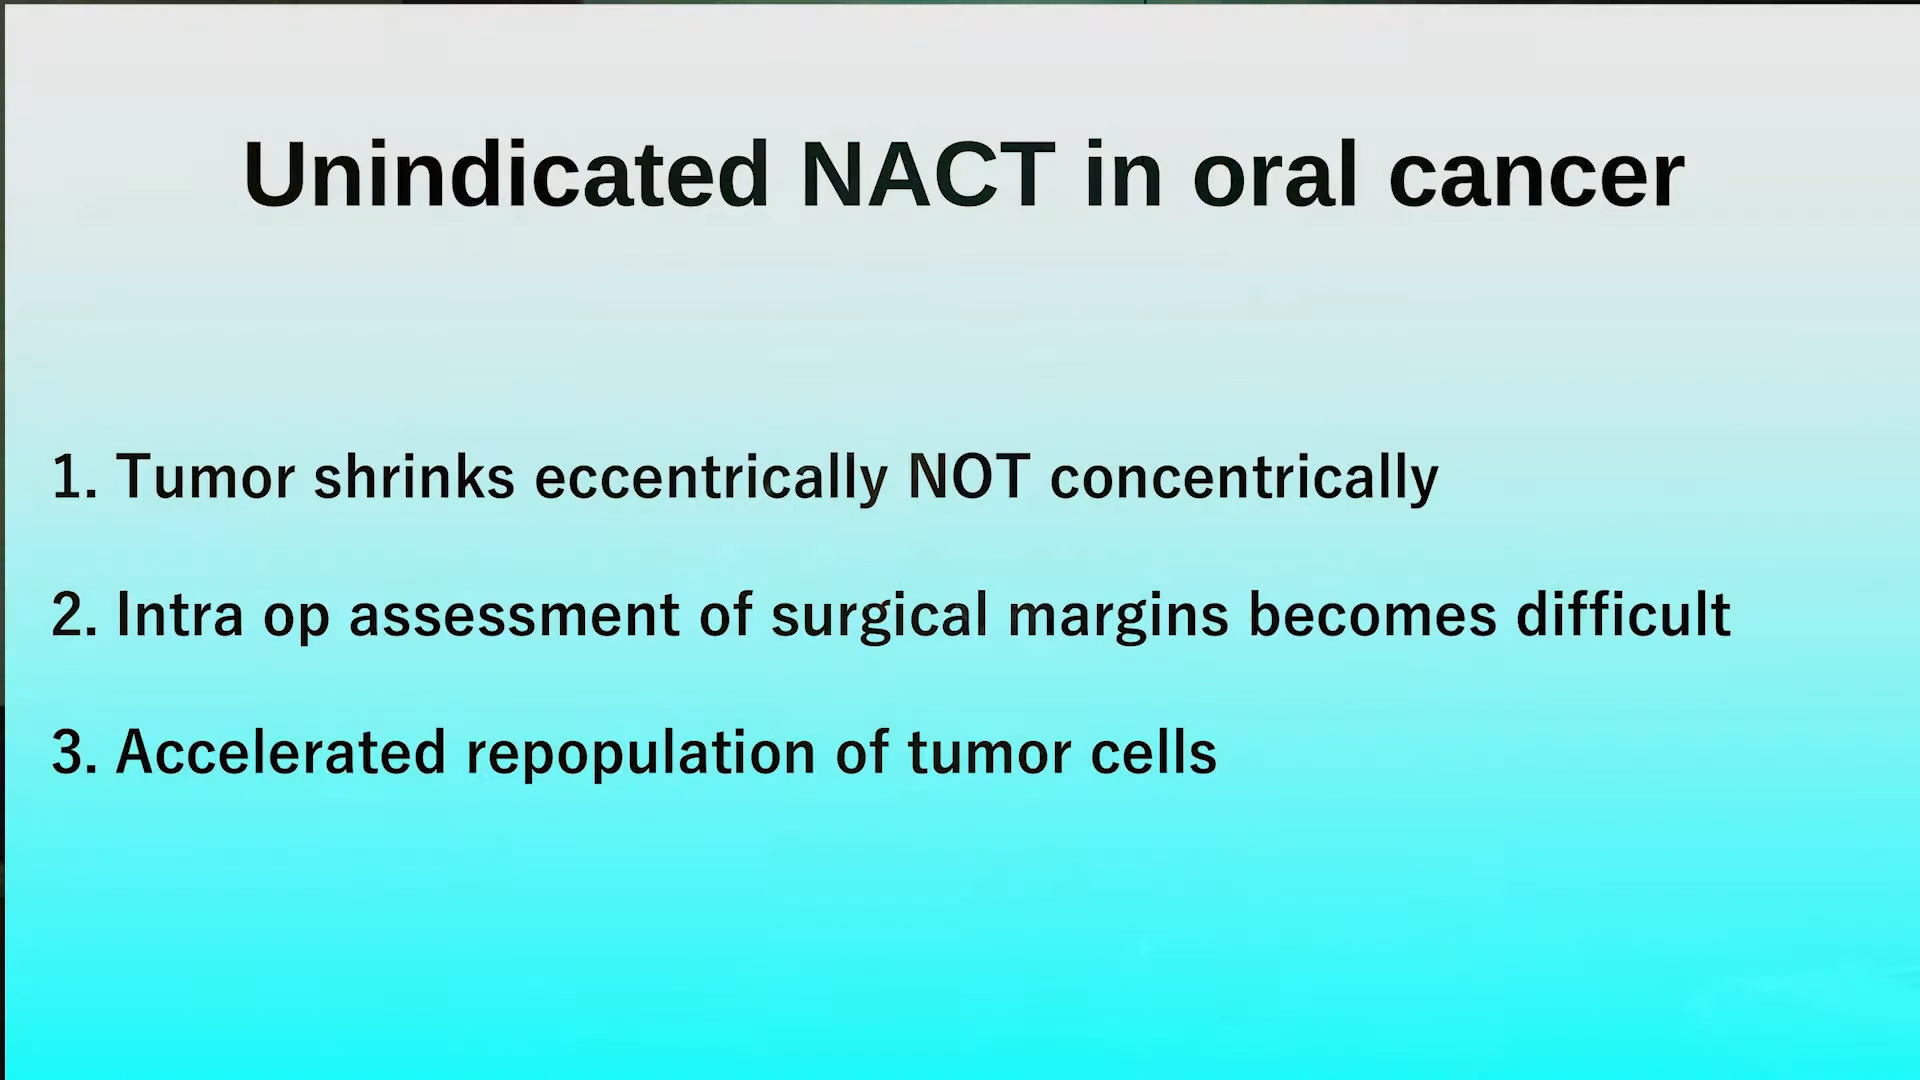 Unindicated NACT in oral cancer
1. Tumor shrinks eccentrically NOT concentrically
2. Intra op assessment of surgical margins becomes difficult
3. Accelerated repopulation of tumor cells